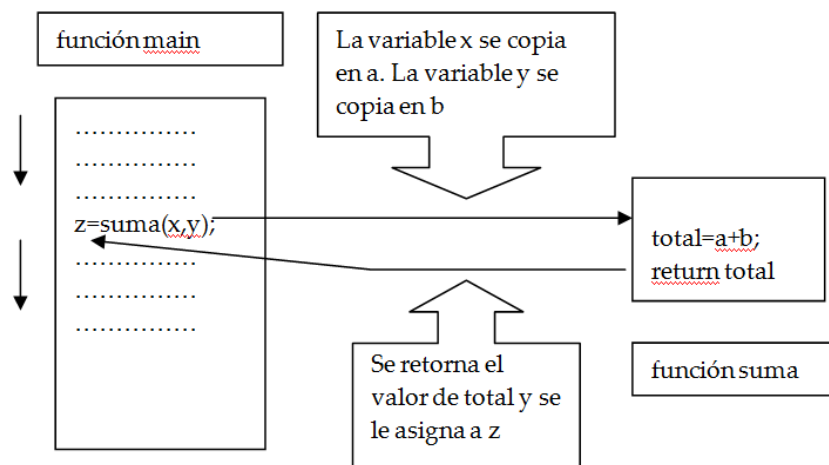 función main
La variable x se copia
en a. La variable y se
copia en b
……………
……………
……………
z=suma(x,y);
……………
……………
……………
total=a+b;
return total
Se retorna el
valor de total y se
le asigna a z
función suma